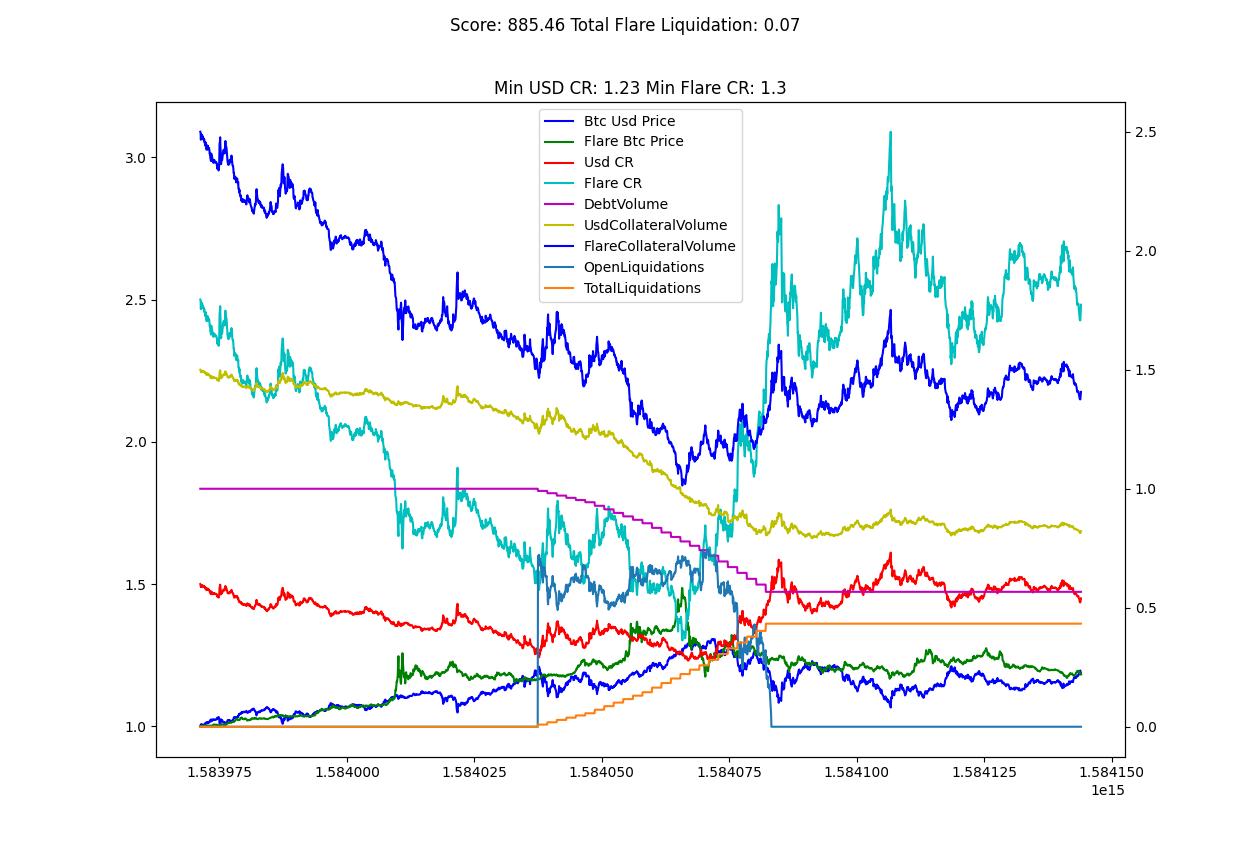 Score: 885.46 Total Flare Liquidation: 0.07
Min USD CR: 1.23 Min Flare CR: 1.3
Btc Usd Price
Flare Btc Price
Usd CR
Flare CR
DebtVolume
UsdCollateralVolume
FlareCollateralVolume
OpenLiquidations
TotalLiquidations
3.0
2.5
2.0
1.5
1.0
2.5
2.0
1.5
1.0
0.5
0.0
1.583975 1.584000 1.584025 1.584050 1.584075 1.584100 1.584125 1.584150
1e15